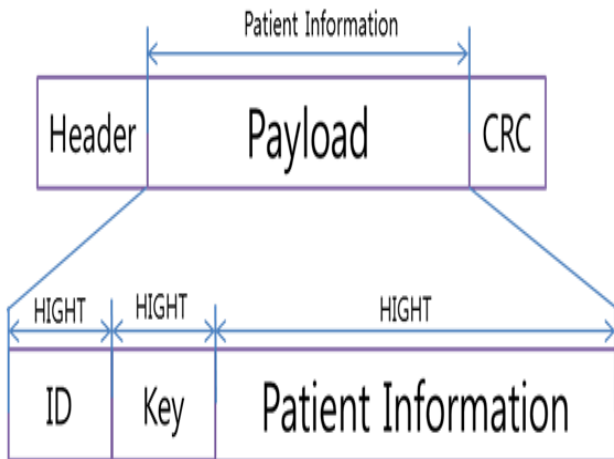 Patient Information
Header Payload CRC
HIGHT HIGHT HIGHT
ID Key Patient Information